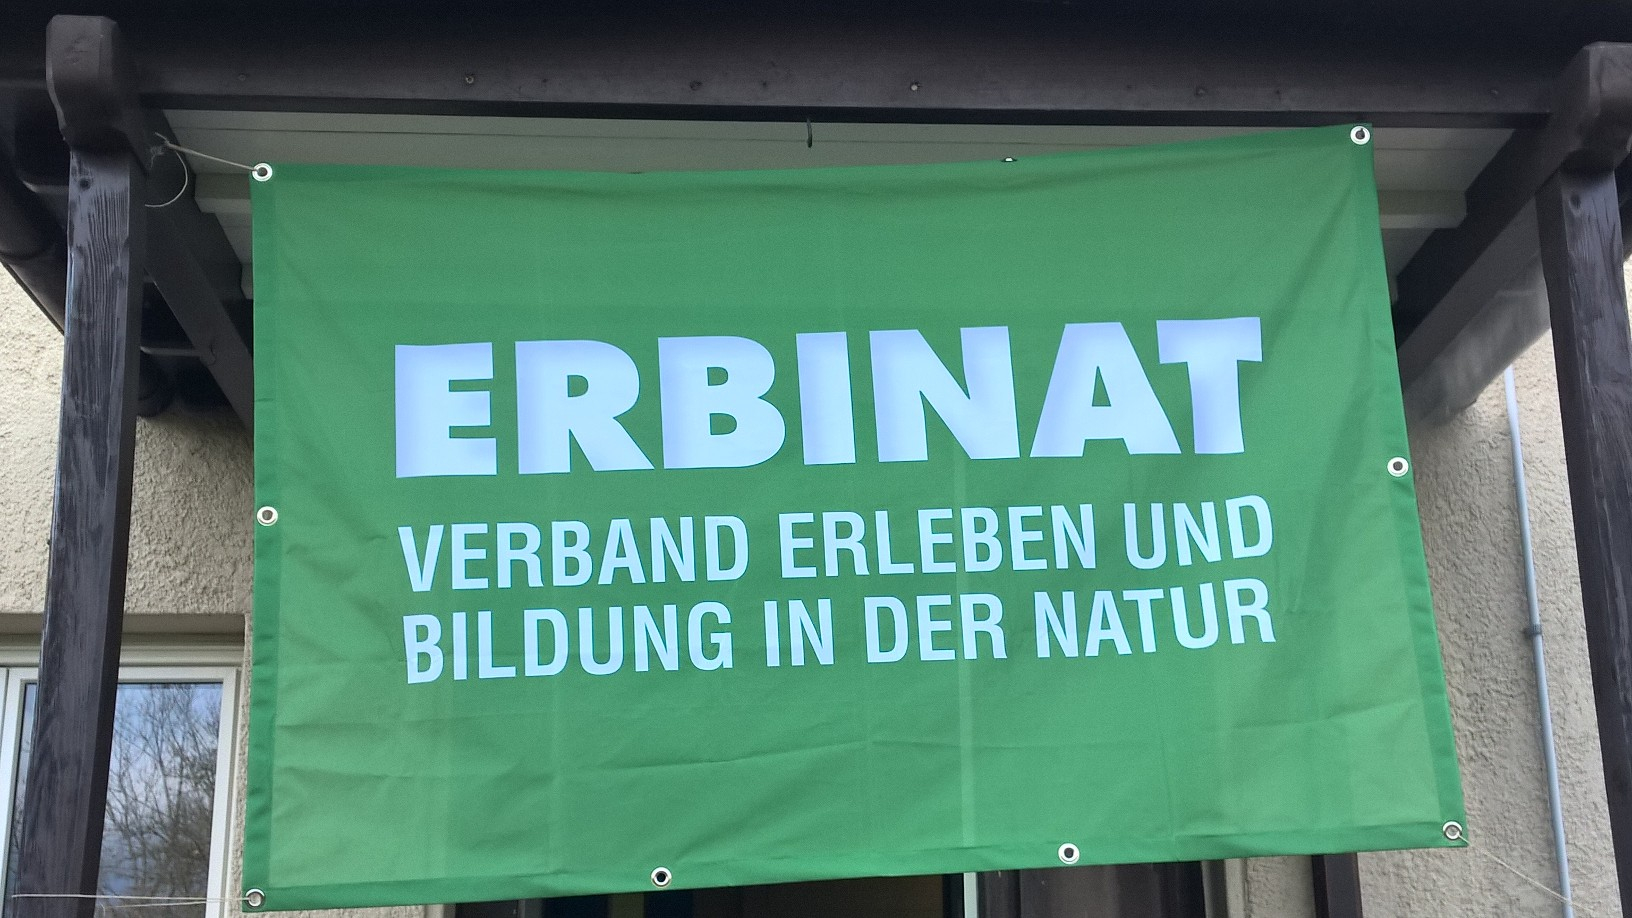 ERBINAT
VERBAND ERLEBEN UND
BILDUNG IN DER NATUR